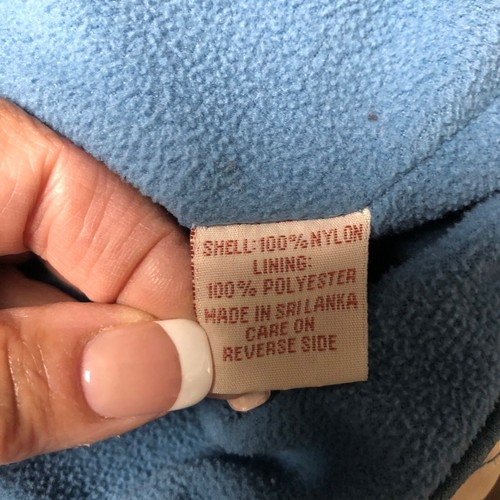 SHELL:100% NYLON
LINING:
100% POLYESTER
MADE IN SRI LANKA
CARE ON
REVERSE SIDE